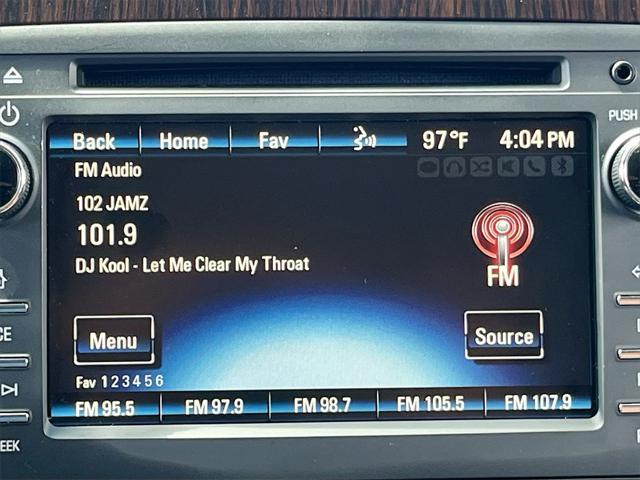 Back Home Fav 97°F 4:04 PM
PUSH
FM Audio
102 JAMZ
101.9
DJ Kool - Let Me Clear My Throat
FM
Menu
Source
Fav 1 2 3 4 5 6
FM 95.5 FM 97.9 FM 98.7 FM 105.5 FM 107.9